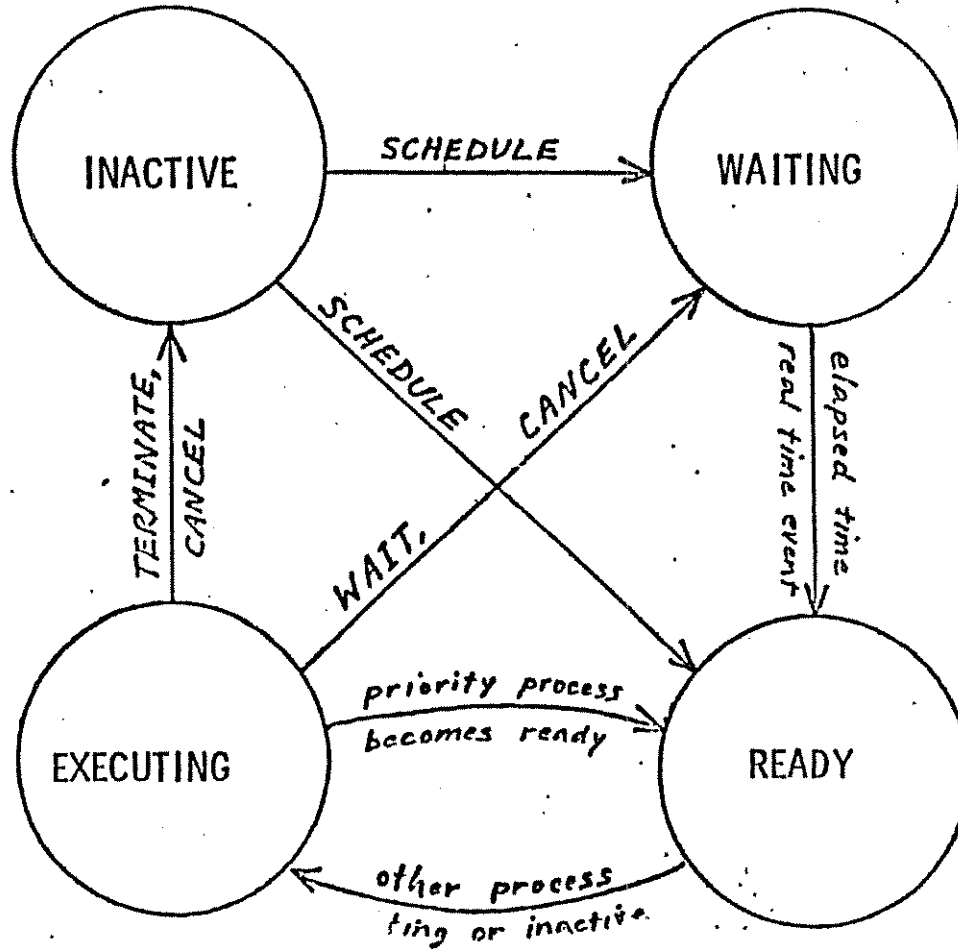 INACTIVE
SCHEDULE
WAITING
SCHEDULE
WAIT, CANCEL
TERMINATE,
CANCEL
elapsed time
real time event
EXECUTING
priority process
becomes ready
READY
other process
ting or inactive